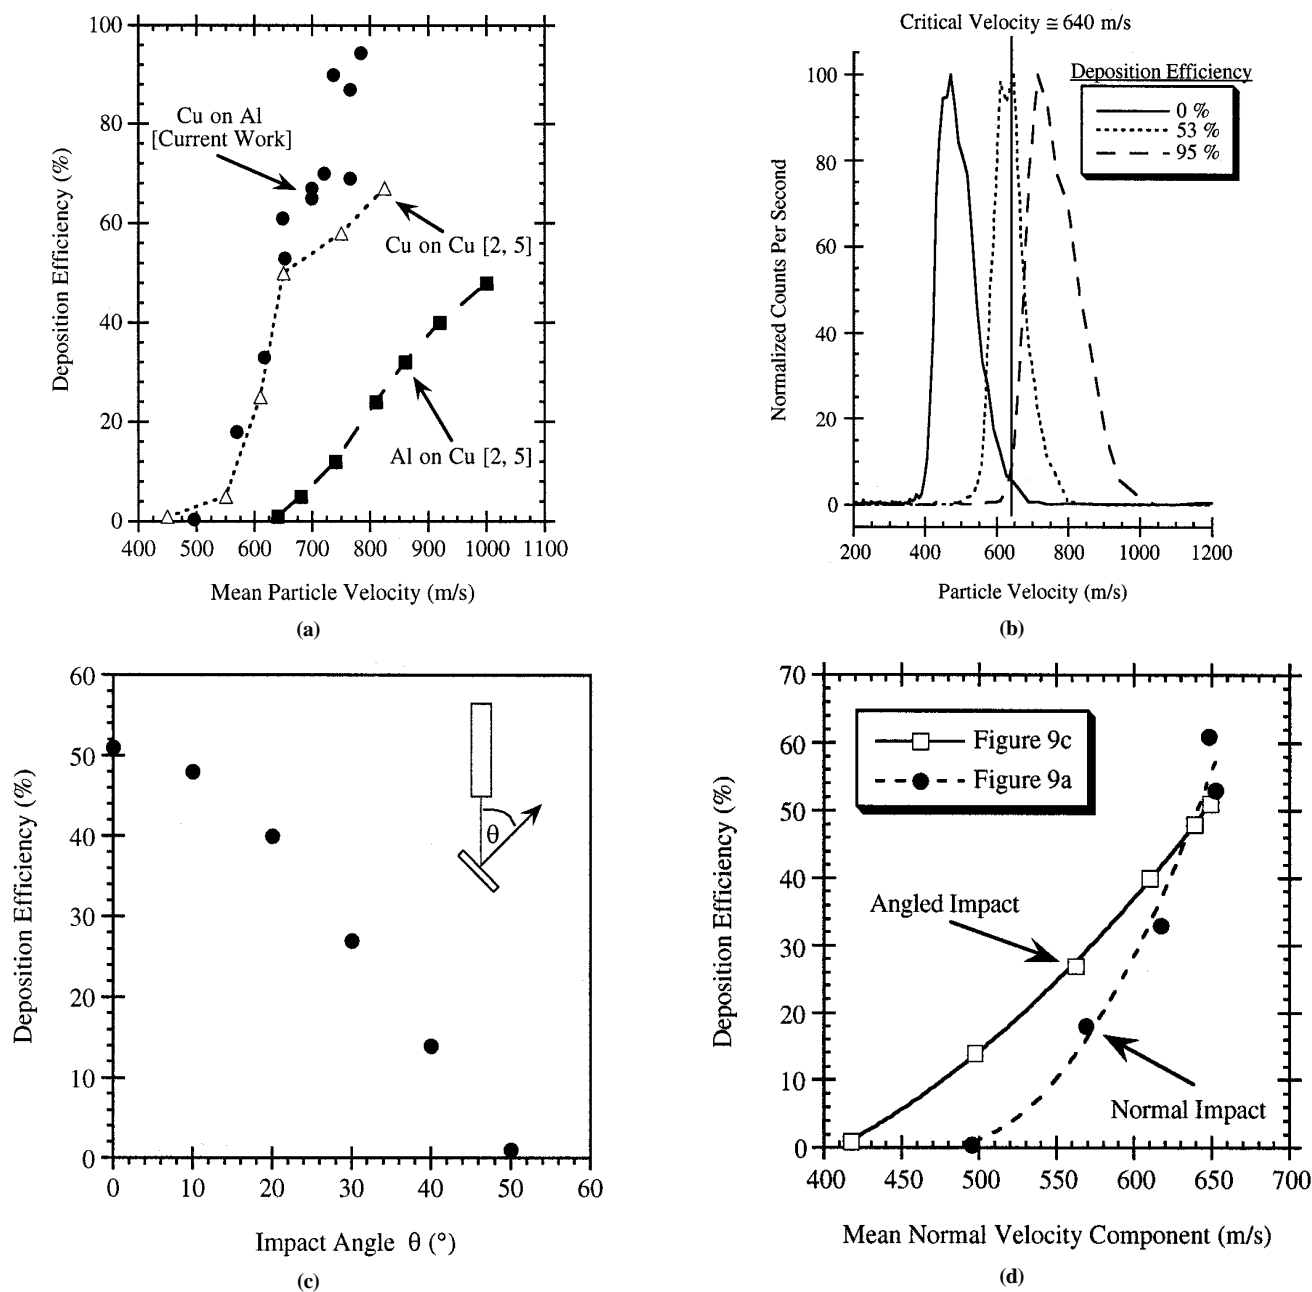 100
80
60
40
20
0
Deposition Efficiency (%)
Cu on Al
[Current Work]
Cu on Cu [2, 5]
Al on Cu [2, 5]
400 500 600 700 800 900 1000 1100
Mean Particle Velocity (m/s)
(a)
Critical Velocity ≅ 640 m/s
Deposition Efficiency
0 %
53 %
95 %
100
80
60
40
20
0
Normalized Counts Per Second
200 400 600 800 1000 1200
Particle Velocity (m/s)
(b)
60
50
40
30
20
10
0
Deposition Efficiency (%)
θ
0 10 20 30 40 50 60
Impact Angle θ (°)
(c)
70
60
50
40
30
20
10
0
Deposition Efficiency (%)
Figure 9c
Figure 9a
Angled Impact
Normal Impact
400 450 500 550 600 650 700
Mean Normal Velocity Component (m/s)
(d)